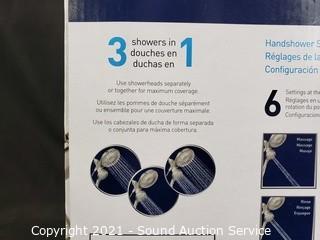 3 showers in 1
douches en
duchas en
Use showerheads separately
or together for maximum coverage.
Utilisez les pommes de douche séparément
ou ensemble pour une couverture maximale.
Use los cabezales de ducha de forma separada
o conjunta para máxima cobertura.
Handshower S
Réglages de la
Configuración
6 Settings at the
Réglages en u
rotation du po
Configuracion
Massage
Massage
Masaje
Rinse
Rinçage
Enjuague
Copyright 2021 - Sound Auction Service